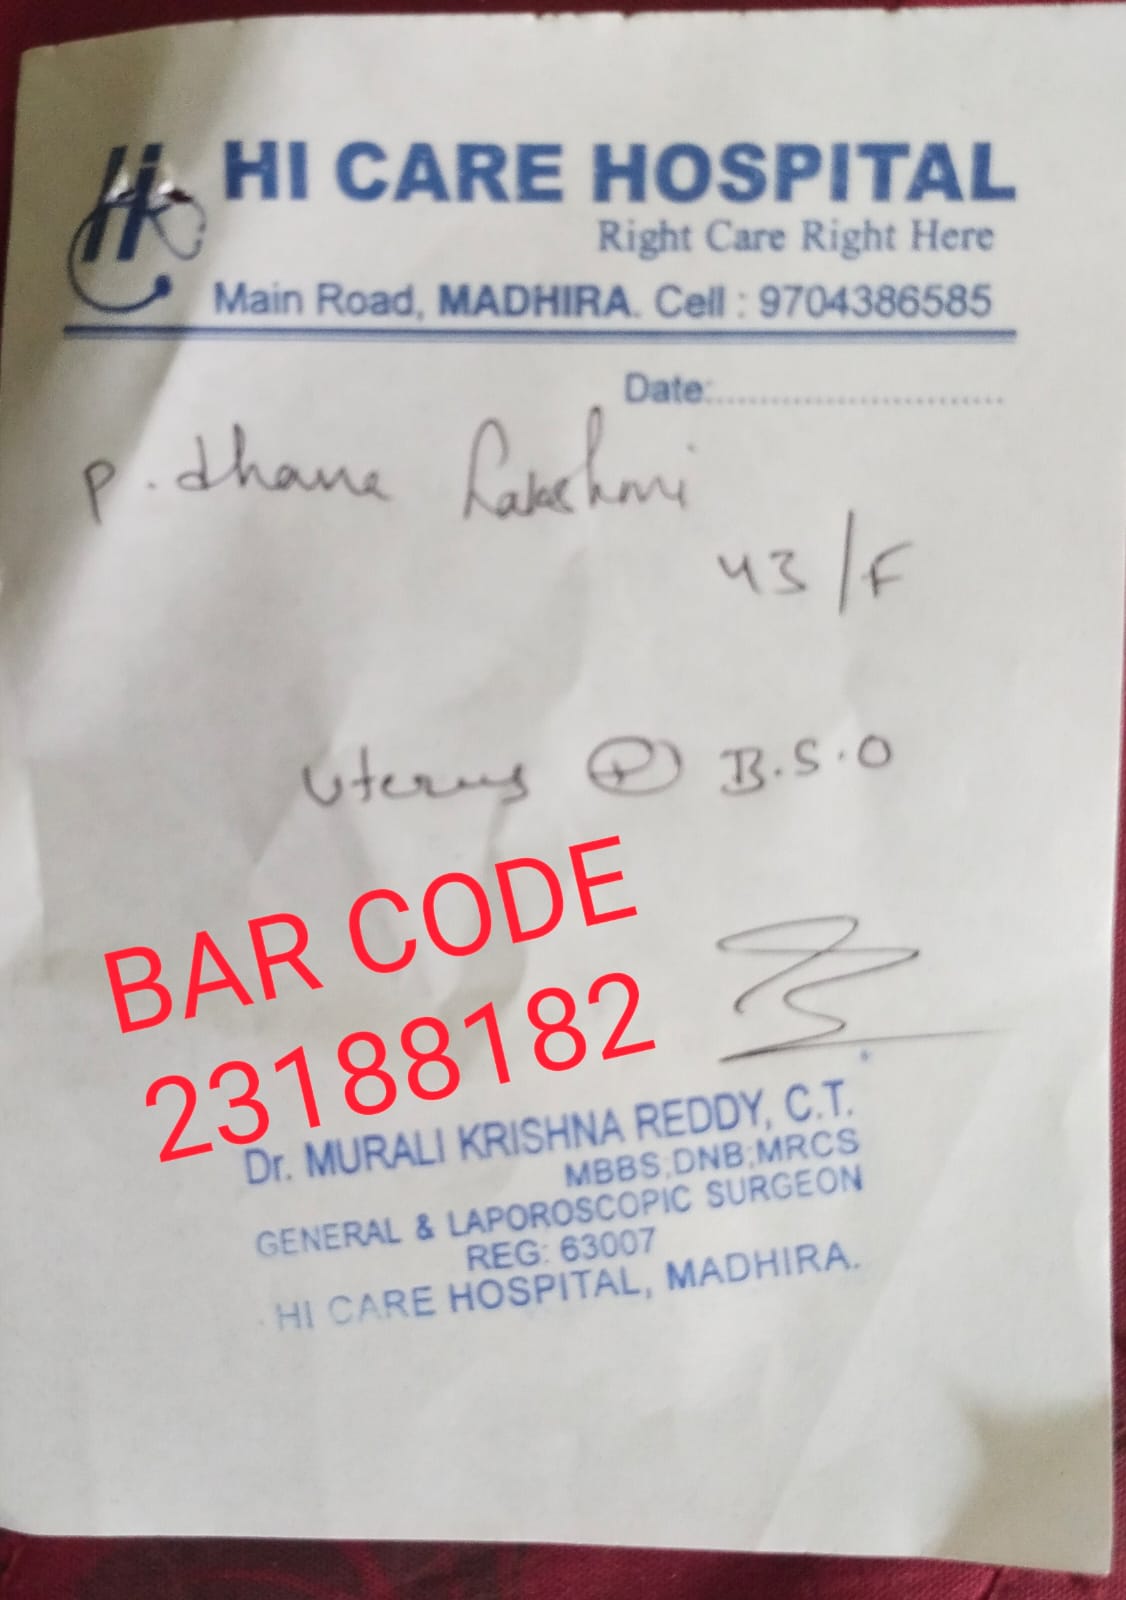 HI CARE HOSPITAL
Right Care Right Here
Main Road, MADHIRA. Cell : 9704386585
Date:...........................
P. dhana Lakshmi
43/F
Uterus ⊕ B.S.O
BAR CODE
23188182
Dr. MURALI KRISHNA REDDY, C.T.
MBBS;DNB;MRCS
GENERAL & LAPOROSCOPIC SURGEON
REG: 63007
HI CARE HOSPITAL, MADHIRA.